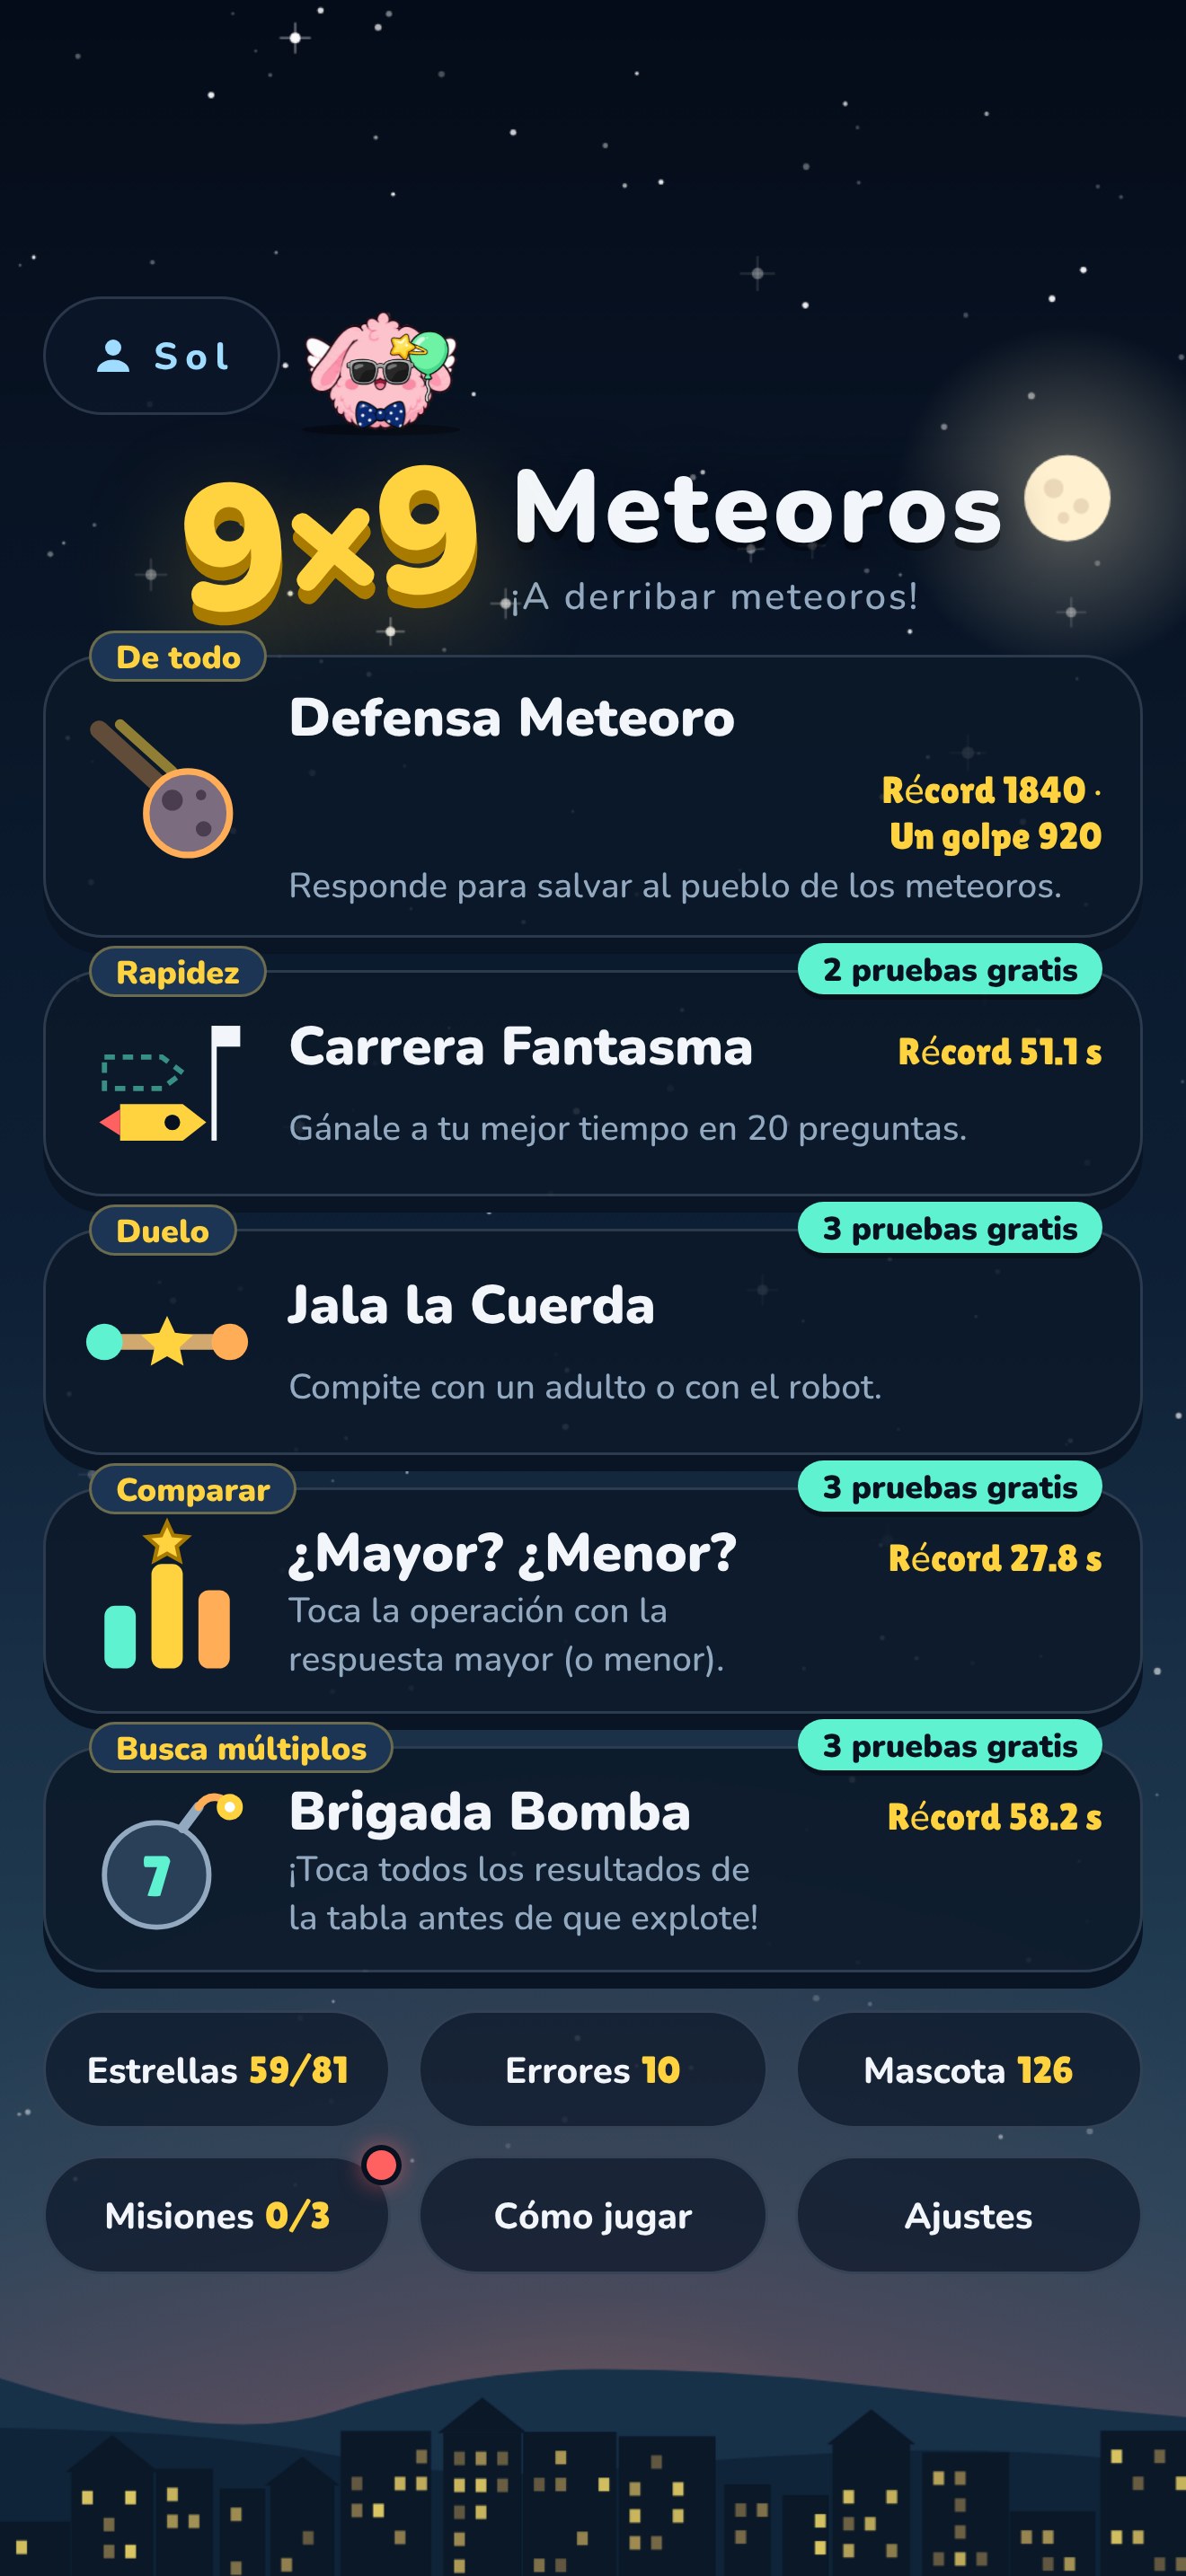 Sol
9×9 Meteoros
¡A derribar meteoros!
De todo
Defensa Meteoro
Récord 1840 ·
Un golpe 920
Responde para salvar al pueblo de los meteoros.
Rapidez
2 pruebas gratis
Carrera Fantasma
Récord 51.1 s
Gánale a tu mejor tiempo en 20 preguntas.
Duelo
3 pruebas gratis
Jala la Cuerda
Compite con un adulto o con el robot.
Comparar
3 pruebas gratis
¿Mayor? ¿Menor?
Récord 27.8 s
Toca la operación con la
respuesta mayor (o menor).
Busca múltiplos
3 pruebas gratis
7
Brigada Bomba
Récord 58.2 s
¡Toca todos los resultados de
la tabla antes de que explote!
Estrellas 59/81
Errores 10
Mascota 126
Misiones 0/3
Cómo jugar
Ajustes